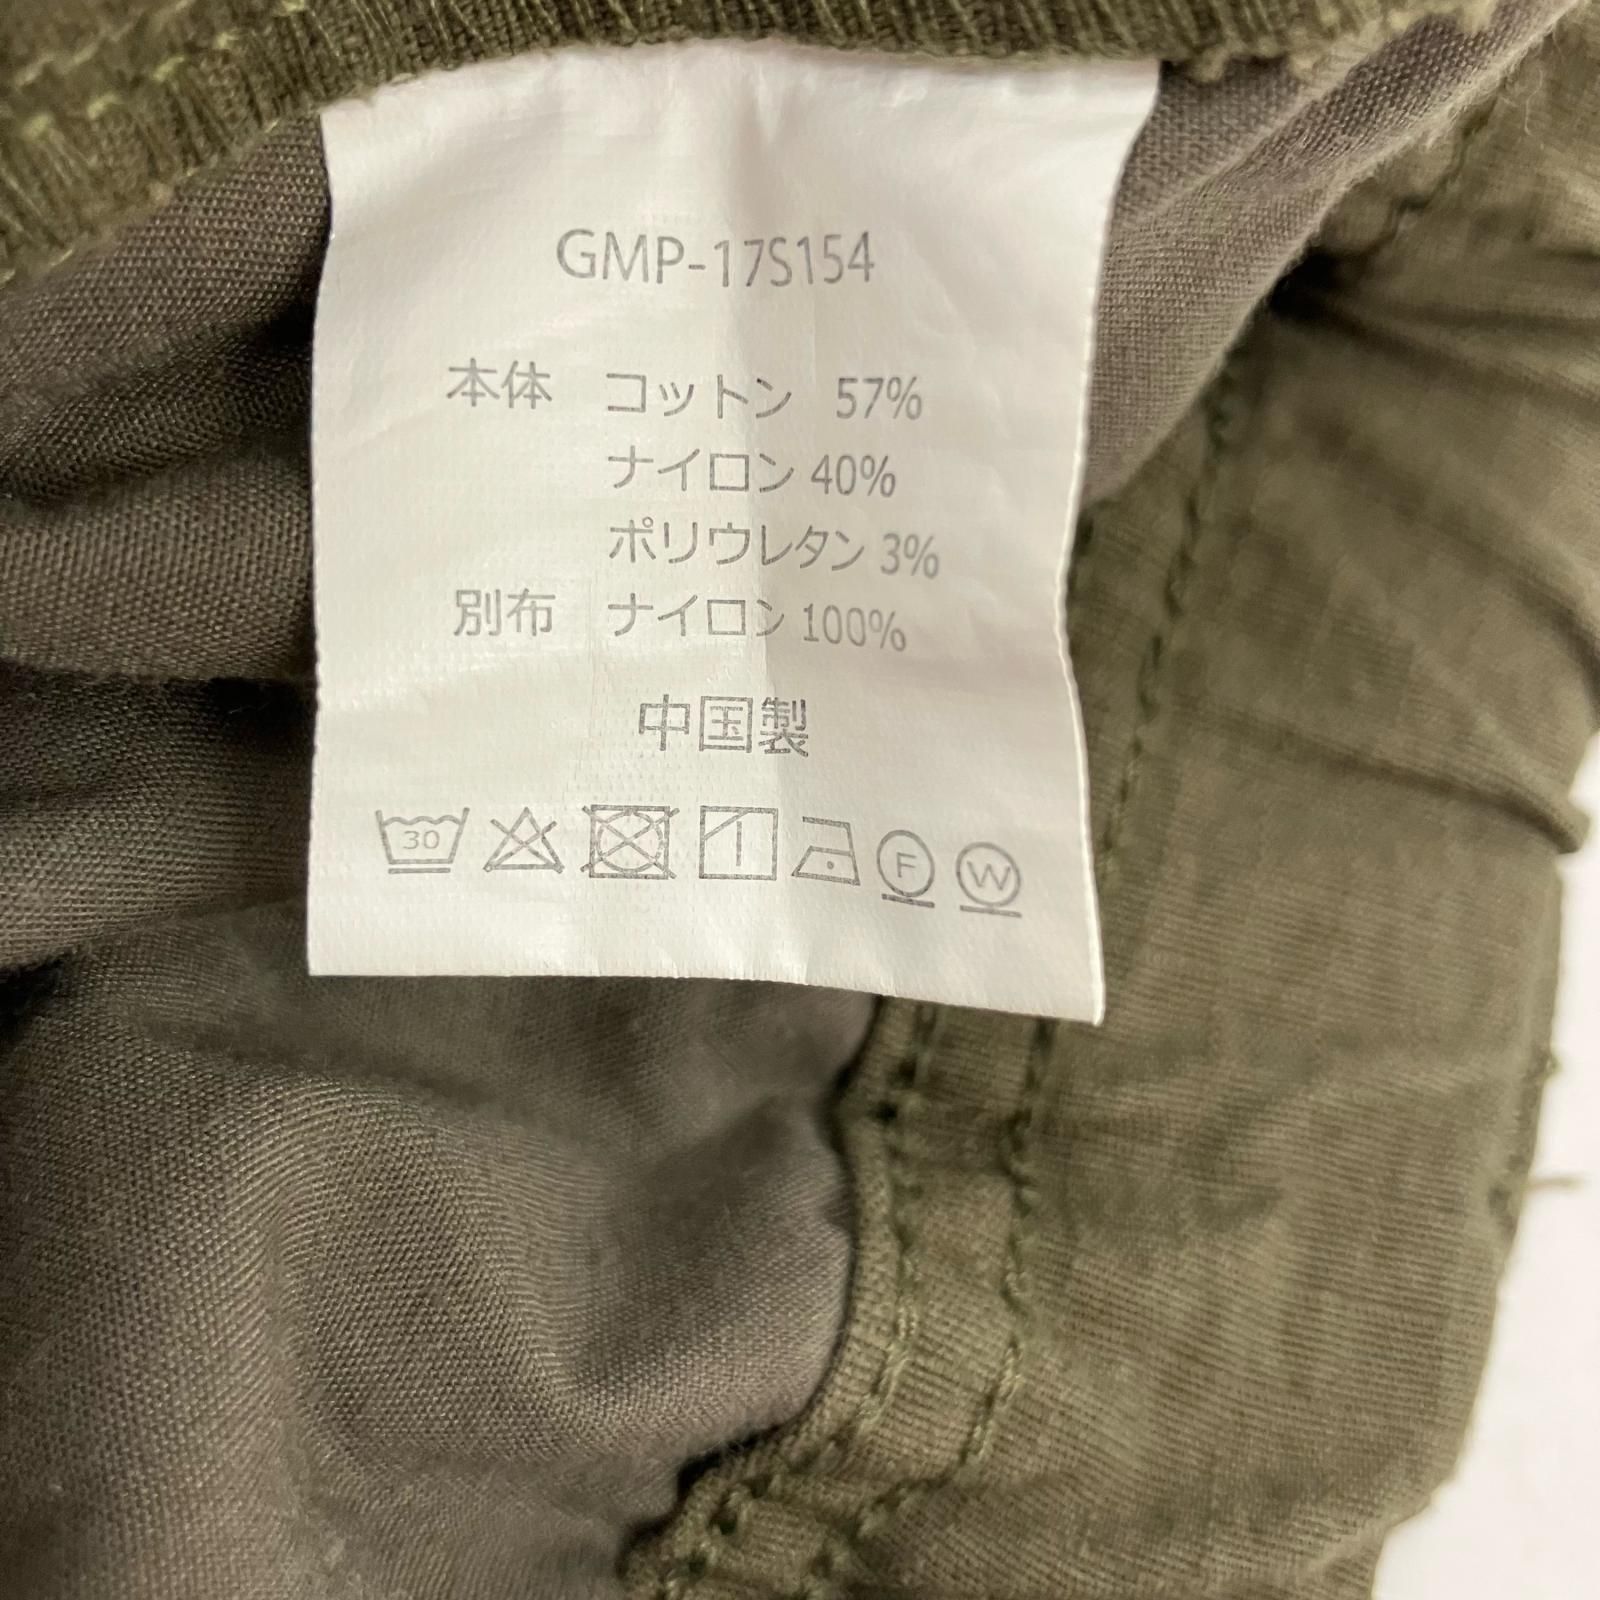 GMP-17S154
本体 コットン 57%
ナイロン 40%
ポリウレタン 3%
別布 ナイロン 100%
中国製
30 F W